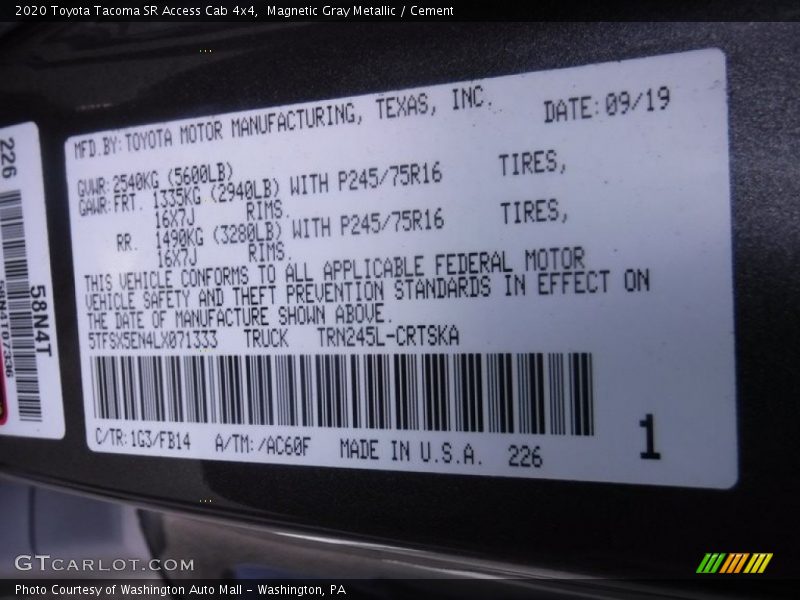 2020 Toyota Tacoma SR Access Cab 4x4,  Magnetic Gray Metallic / Cement
MFD.BY:TOYOTA MOTOR MANUFACTURING, TEXAS, INC.
DATE:09/19
GVWR:2540KG (5600LB)
GAWR:FRT. 1335KG (2940LB) WITH P245/75R16 TIRES,
16X7J RIMS.
RR. 1490KG (3280LB) WITH P245/75R16 TIRES,
16X7J RIMS.
THIS VEHICLE CONFORMS TO ALL APPLICABLE FEDERAL MOTOR
VEHICLE SAFETY AND THEFT PREVENTION STANDARDS IN EFFECT ON
THE DATE OF MANUFACTURE SHOWN ABOVE.
5TFSX5EN4LX071333 TRUCK TRN245L-CRTSKA
C/TR:1G3/FB14 A/TM:/AC60F MADE IN U.S.A. 226
1
226
58N4T
GTCARLOT.COM
Photo Courtesy of Washington Auto Mall - Washington, PA